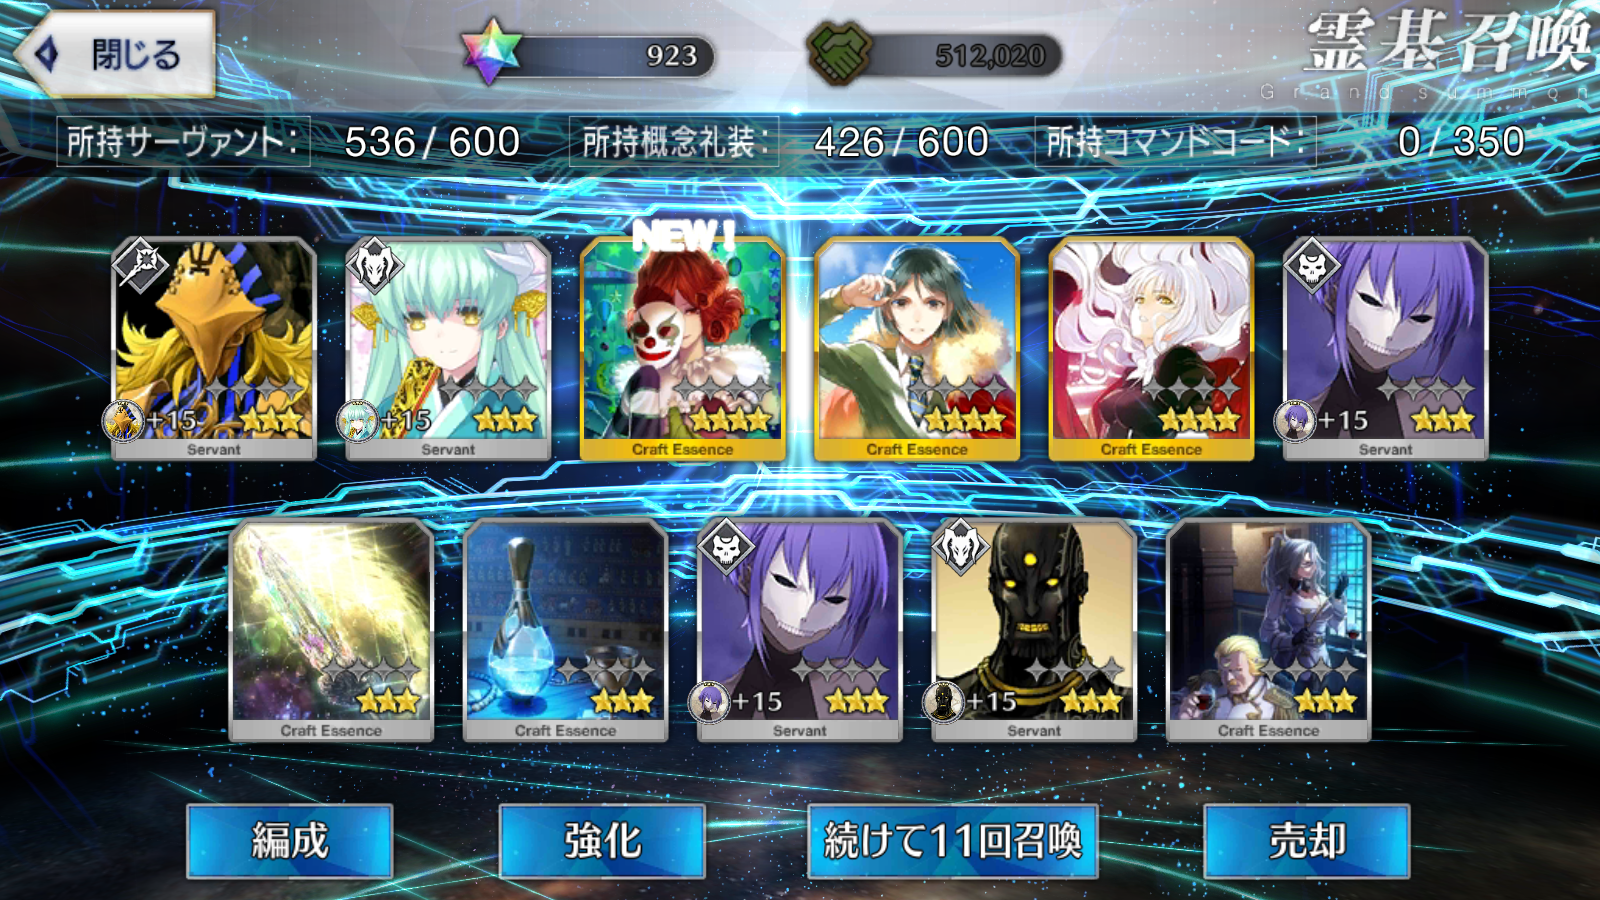 閉じる
923
512,020
霊基召喚
Grand summon
所持サーヴァント: 536 / 600
所持概念礼装: 426 / 600
所持コマンドコード: 0 / 350
NEW!
+15
Servant
+15
Servant
Craft Essence
Craft Essence
Craft Essence
+15
Servant
Craft Essence
Craft Essence
+15
Servant
+15
Servant
Craft Essence
編成
強化
続けて11回召喚
売却